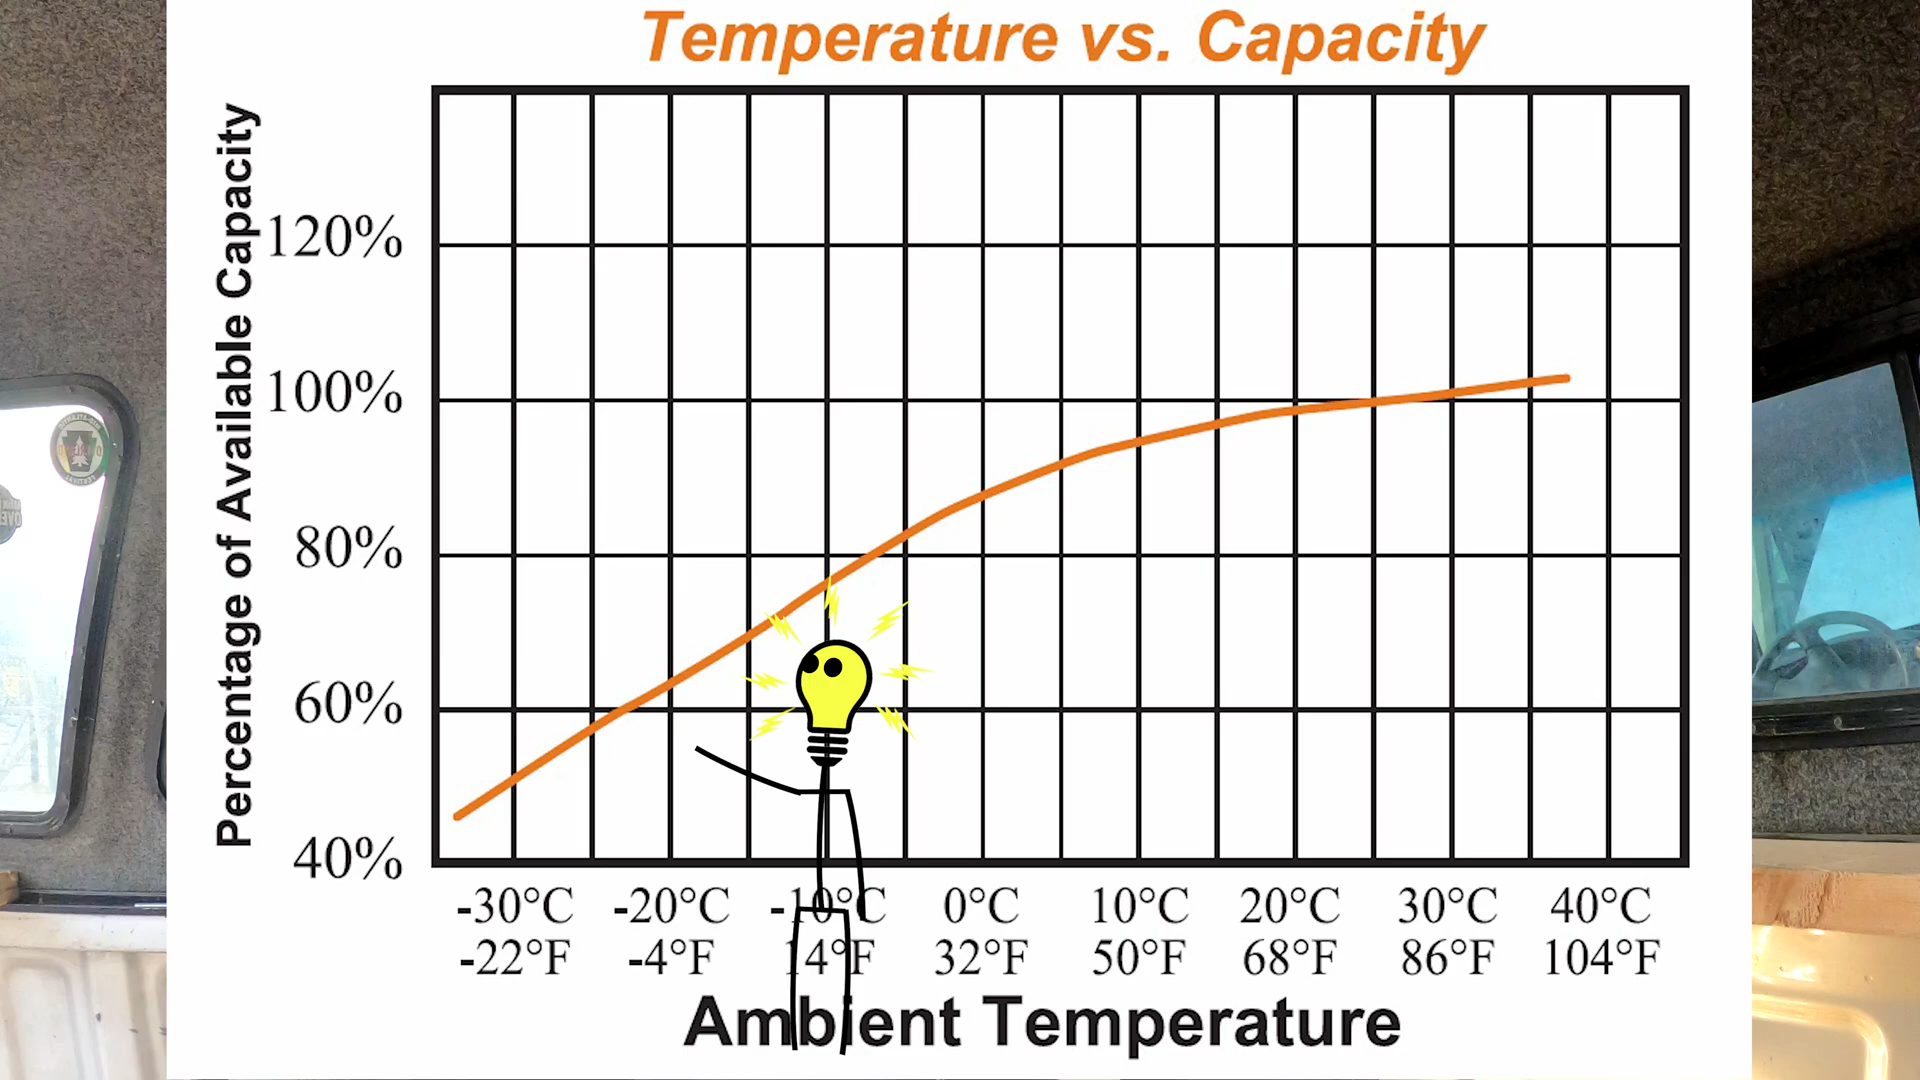 Temperature vs. Capacity
Percentage of Available Capacity
120%
100%
80%
60%
40%
-30°C -20°C -10°C 0°C 10°C 20°C 30°C 40°C
-22°F -4°F 14°F 32°F 50°F 68°F 86°F 104°F
Ambient Temperature